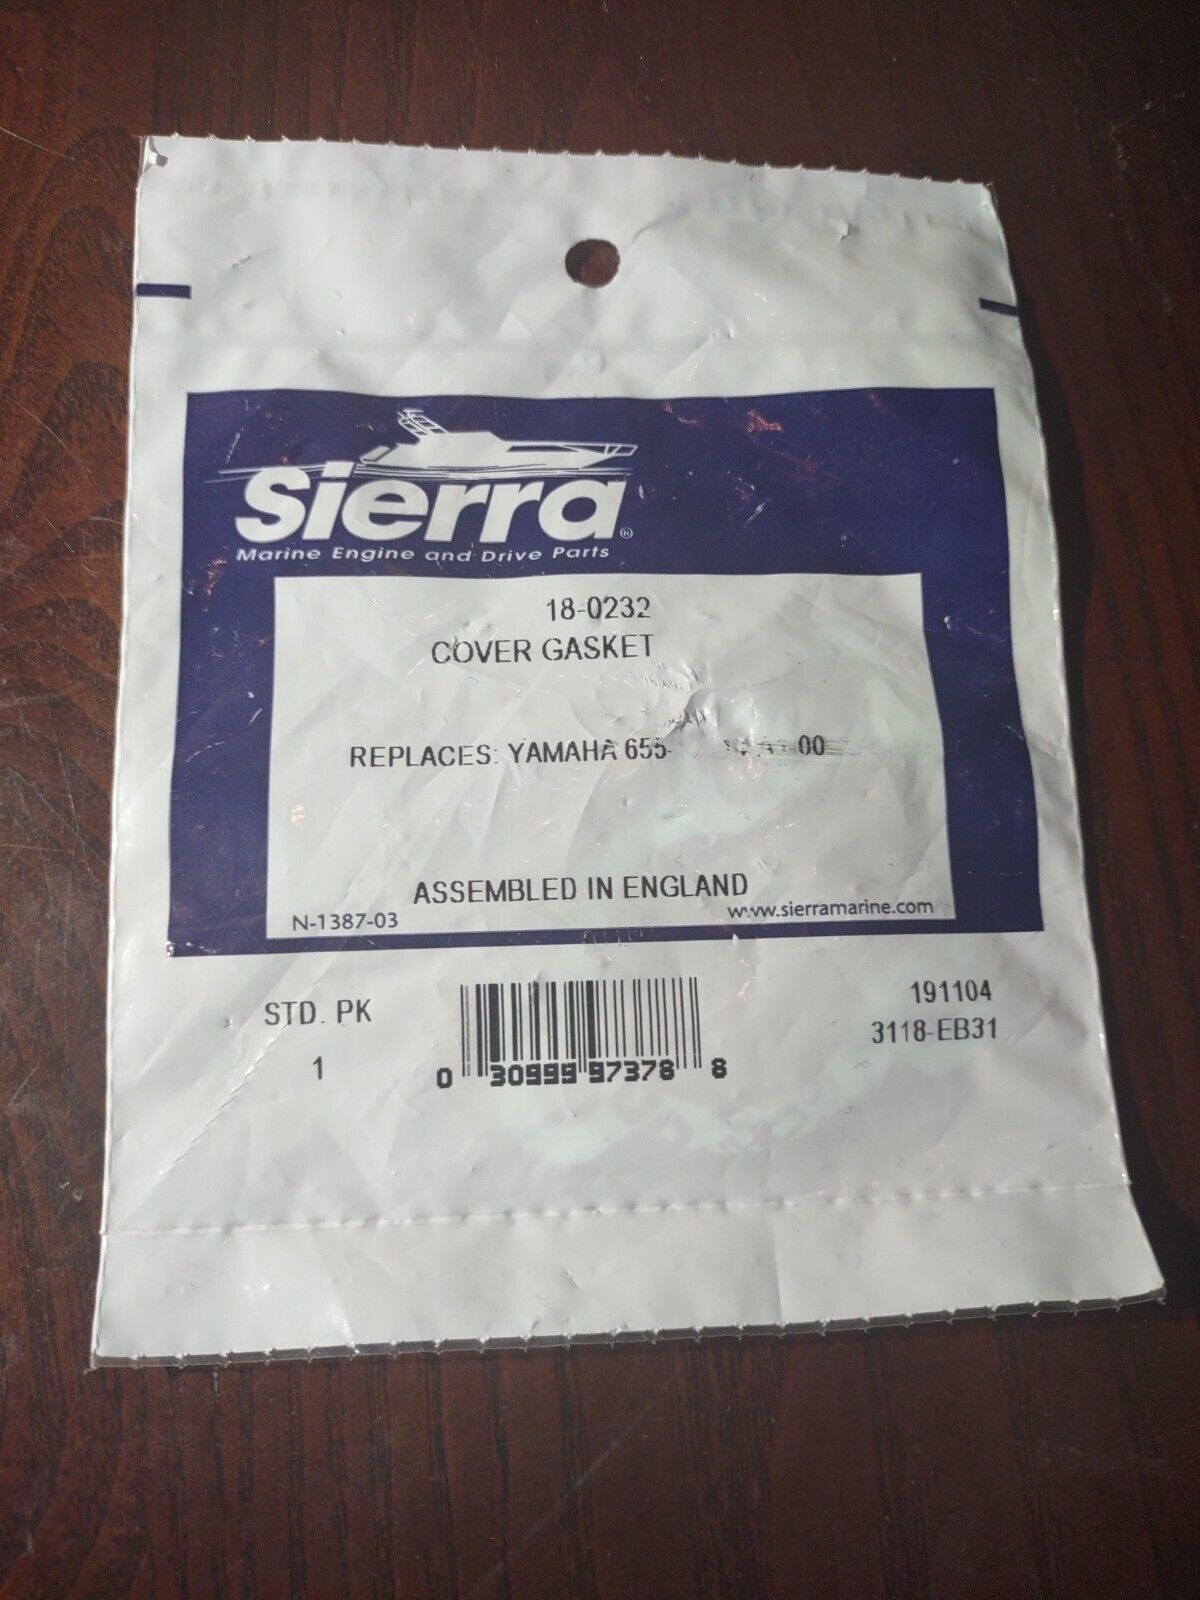 Sierra®
Marine Engine and Drive Parts
18-0232
COVER GASKET
REPLACES: YAMAHA 655- -00
ASSEMBLED IN ENGLAND
N-1387-03
www.sierramarine.com
STD. PK
1
0 30999 97378 8
191104
3118-EB31